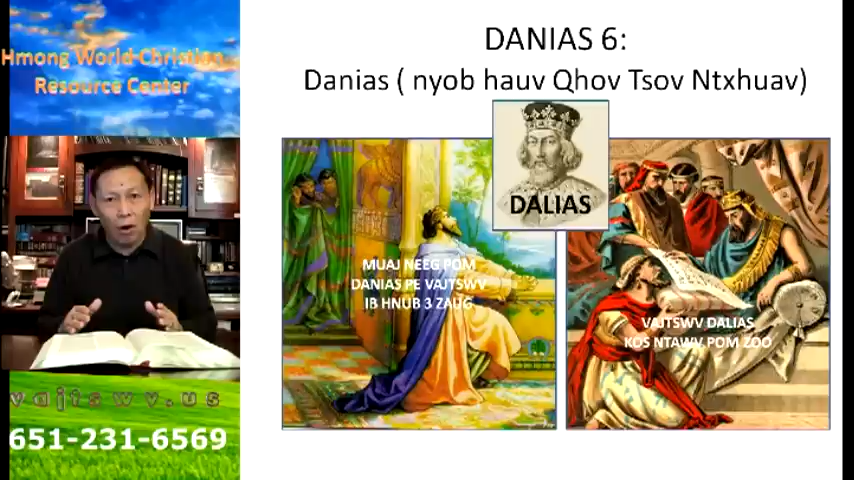 Hmong World Christian
Resource Center
vajtswv.us
651-231-6569
DANIAS 6:
Danias ( nyob hauv Qhov Tsov Ntxhuav)
DALIAS
MUAJ NEEG POM
DANIAS PE VAJTSWV
IB HNUB 3 ZAUG
VAJTSWV DALIAS
KOS NTAWV POM ZOO